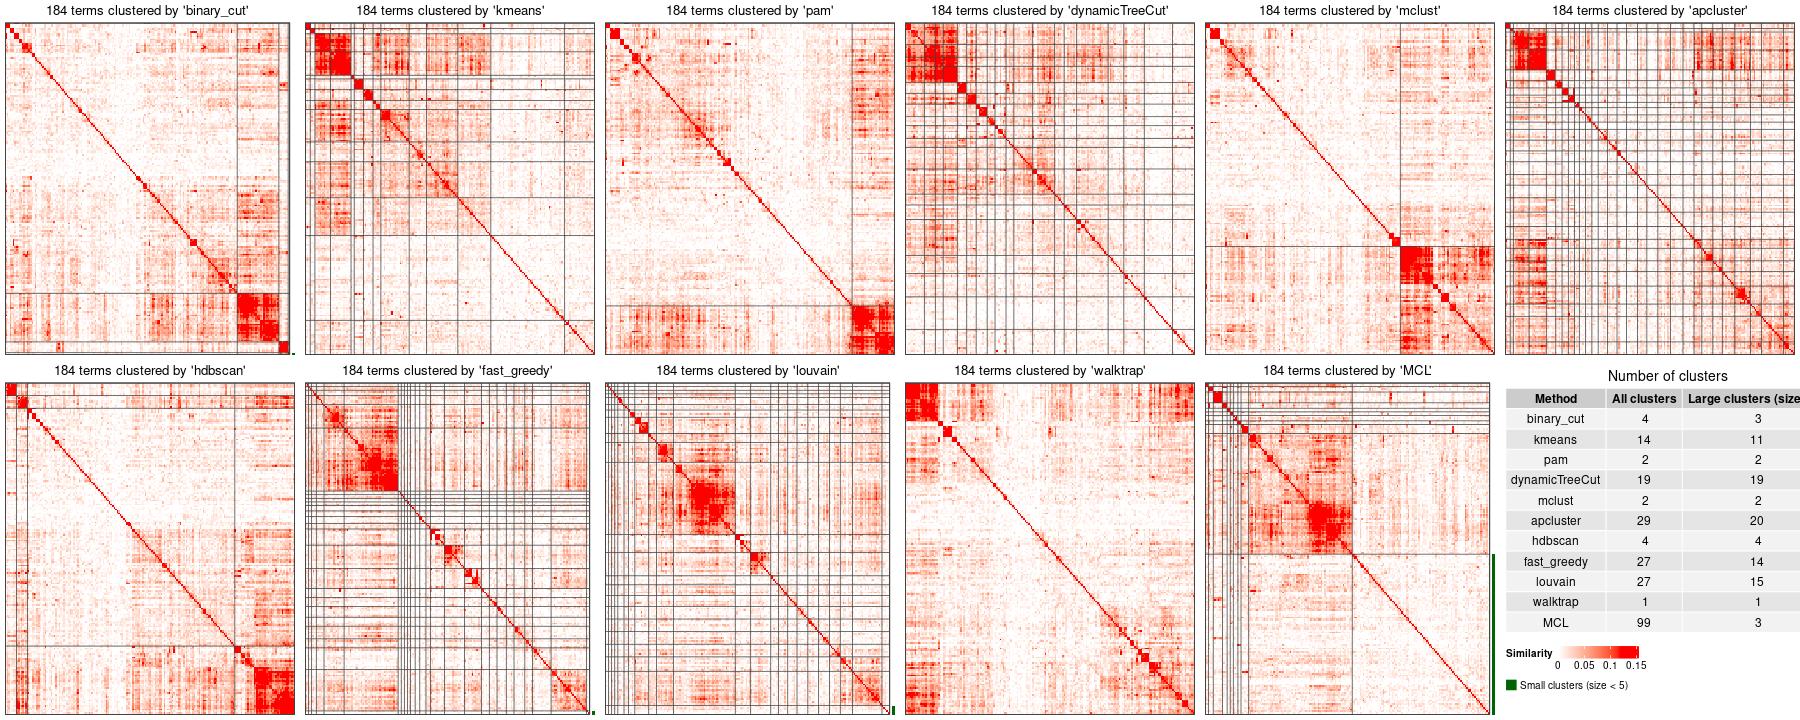 184 terms clustered by 'binary_cut'
184 terms clustered by 'kmeans'
184 terms clustered by 'pam'
184 terms clustered by 'dynamicTreeCut'
184 terms clustered by 'mclust'
184 terms clustered by 'apcluster'
184 terms clustered by 'hdbscan'
184 terms clustered by 'fast_greedy'
184 terms clustered by 'louvain'
184 terms clustered by 'walktrap'
184 terms clustered by 'MCL'
Number of clusters
Method All clusters Large clusters (size
binary_cut 4 3
kmeans 14 11
pam 2 2
dynamicTreeCut 19 19
mclust 2 2
apcluster 29 20
hdbscan 4 4
fast_greedy 27 14
louvain 27 15
walktrap 1 1
MCL 99 3
Similarity
0 0.05 0.1 0.15
Small clusters (size < 5)